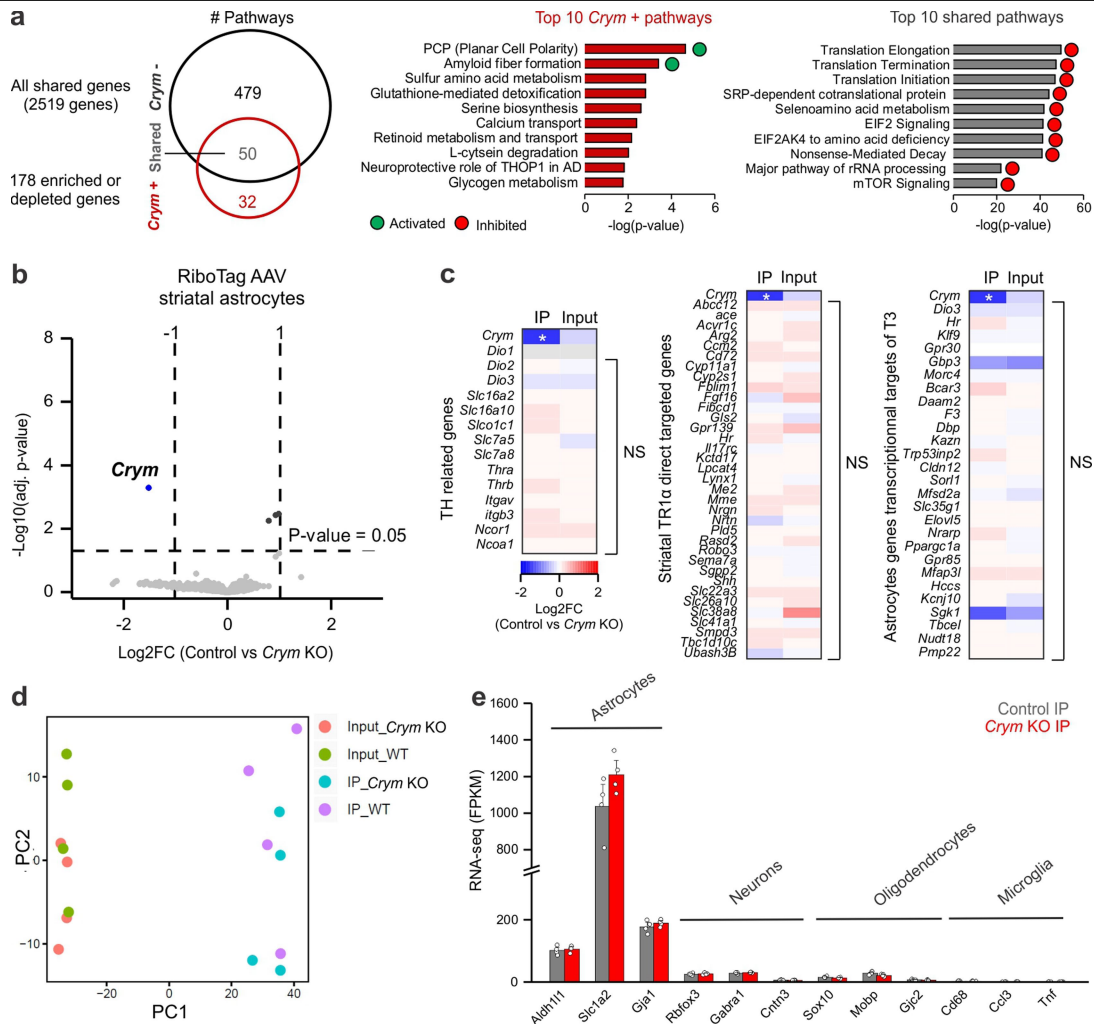 a
# Pathways
All shared genes
(2519 genes)
178 enriched or
depleted genes
Crym +
Shared
Crym -
479
50
32
Top 10 Crym + pathways
PCP (Planar Cell Polarity)
Amyloid fiber formation
Sulfur amino acid metabolism
Glutathione-mediated detoxification
Serine biosynthesis
Calcium transport
Retinoid metabolism and transport
L-cytsein degradation
Neuroprotective role of THOP1 in AD
Glycogen metabolism
0 2 4 6
-log(p-value)
Activated
Inhibited
Top 10 shared pathways
Translation Elongation
Translation Termination
Translation Initiation
SRP-dependent cotranslational protein
Selenoamino acid metabolism
EIF2 Signaling
EIF2AK4 to amino acid deficiency
Nonsense-Mediated Decay
Major pathway of rRNA processing
mTOR Signaling
0 20 40 60
-log(p-value)
b
RiboTag AAV
striatal astrocytes
-1 1
8
6
4
2
0
-Log10(adj. p-value)
Crym
P-value = 0.05
-2 0 2
Log2FC (Control vs Crym KO)
c
IP Input
TH related genes
Crym *
Dio1
Dio2
Dio3
Slc16a2
Slc16a10
Slco1c1
Slc7a5
Slc7a8
Thra
Thrb
Itgav
itgb3
Ncor1
Ncoa1
NS
-2 0 2
Log2FC
(Control vs Crym KO)
IP Input
Striatal TR1α direct targeted genes
Crym *
Abcc12
ace
Acvr1c
Arg2
Ccm2
Cd72
Cyp11a1
Cyp2s1
Fblim1
Fgf16
Fibcd1
Gls2
Gpr139
Hr
Il17rc
Kctd17
Lpcat4
Lynx1
Me2
Mme
Nrgn
Nrtn
Pld5
Rasd2
Robo3
Sema7a
Sgpp2
Shh
Slc22a3
Slc26a10
Slc38a8
Slc41a1
Smpd3
Tbc1d10c
Ubash3B
NS
IP Input
Astrocytes genes transcriptionnal targets of T3
Crym *
Dio3
Hr
Klf9
Gpr30
Gbp3
Morc4
Bcar3
Daam2
F3
Dbp
Kazn
Trp53inp2
Cldn12
Sorl1
Mfsd2a
Slc35g1
Elovl5
Nrarp
Ppargc1a
Gpr85
Mfap3l
Hccs
Kcnj10
Sgk1
Tbcel
Nudt18
Pmp22
NS
d
10
0
−10
PC2
−20 0 20 40
PC1
Input_Crym KO
Input_WT
IP_Crym KO
IP_WT
e
1600
1400
1200
1000
800
200
0
RNA-seq (FPKM)
Astrocytes
Neurons
Oligodendrocytes
Microglia
Control IP
Crym KO IP
Aldh1l1
Slc1a2
Gja1
Rbfox3
Gabra1
Cntn3
Sox10
Mobp
Gjc2
Cd68
Ccl3
Tnf